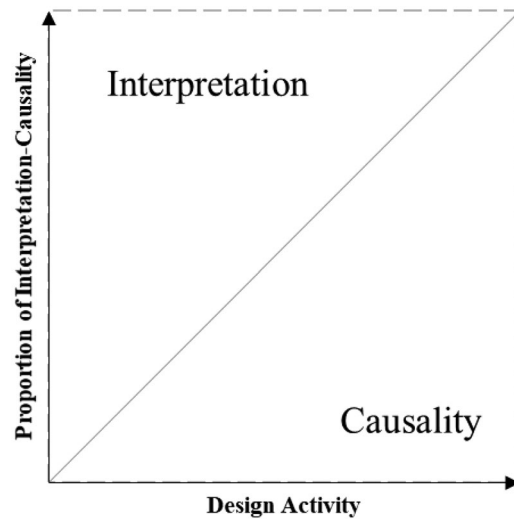 Interpretation
Proportion of Interpretation-Causality
Causality
Design Activity